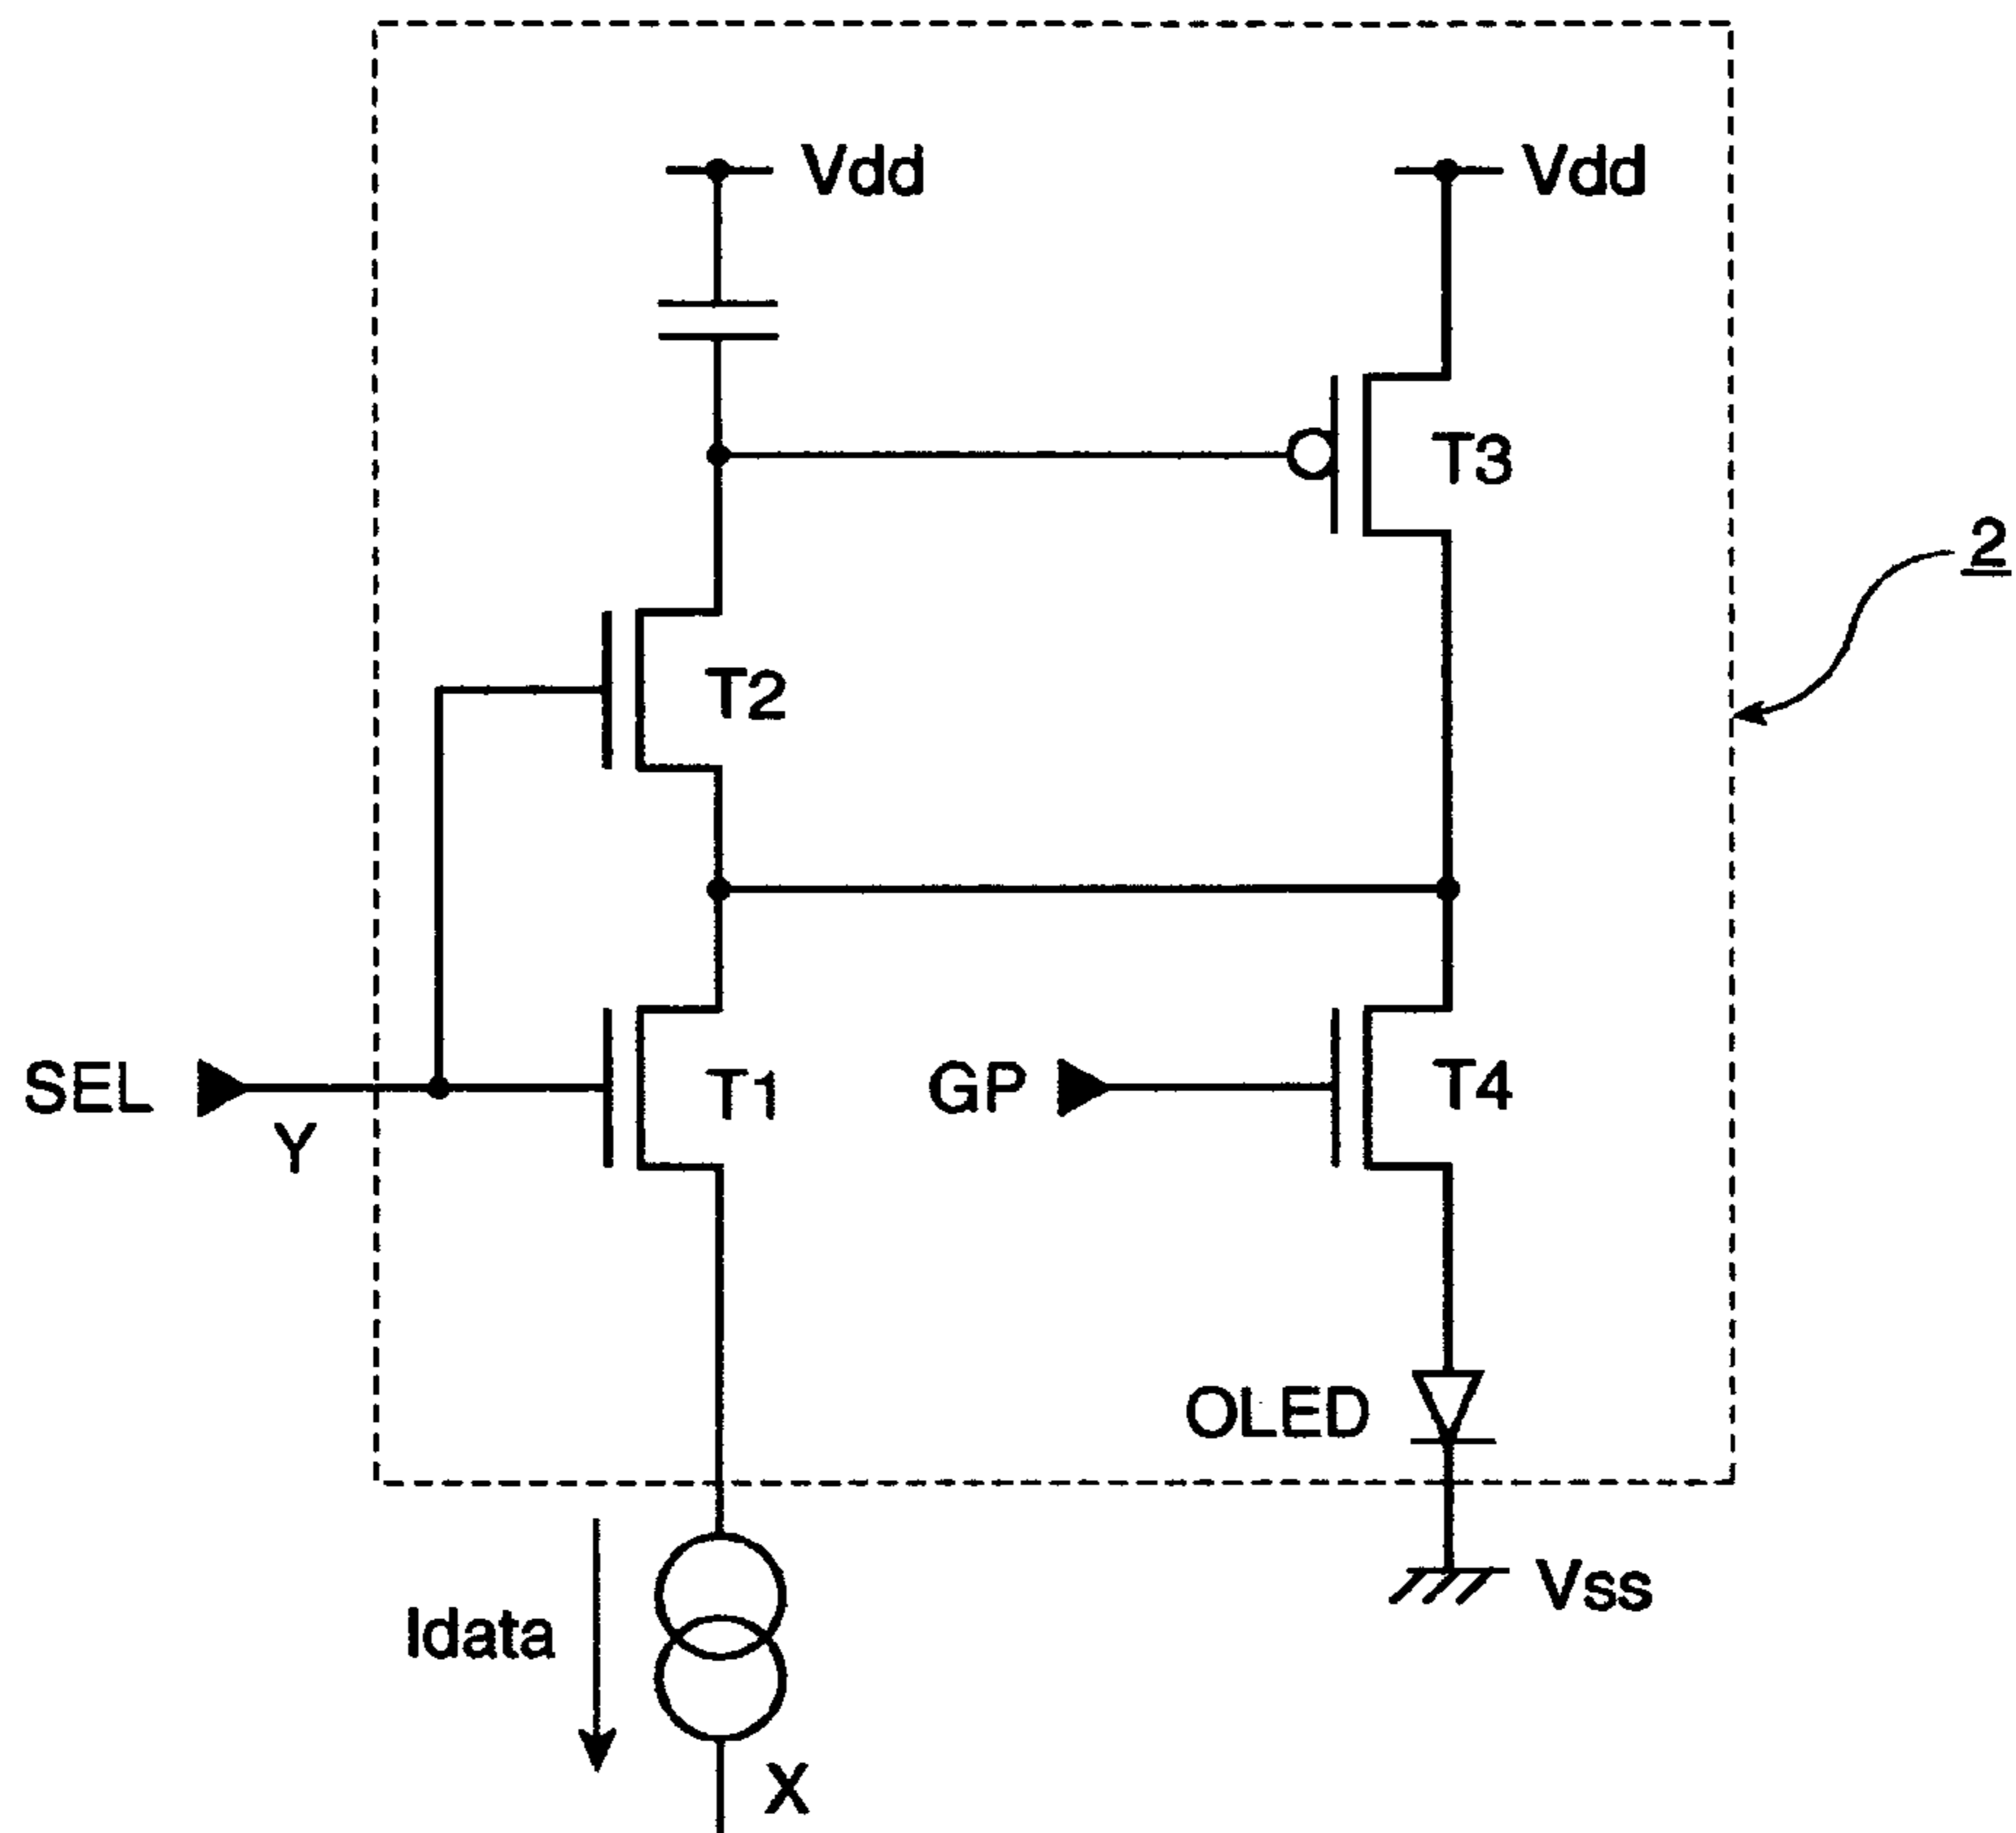 Vdd
Vdd
T3
2
T2
SEL
Y
T1
GP
T4
OLED
Idata
Vss
X